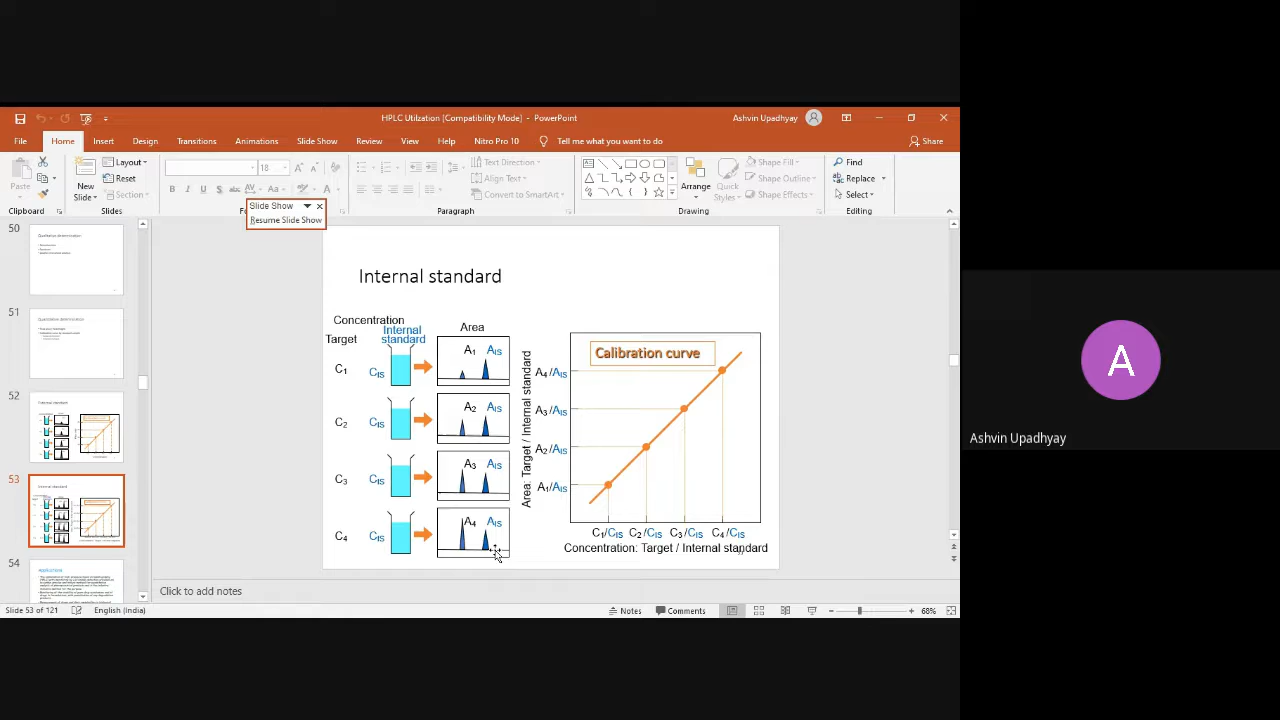 HPLC Utilzation [Compatibility Mode] - PowerPoint
Ashvin Upadhyay
File Home Insert Design Transitions Animations Slide Show Review View Help Nitro 10 Tell me what you want to do Share
Paste
Clipboard
New Slide
Layout
Reset
Section
Slides
18
B I U S abc AV Aa A
Slide Show
Resume Slide Show
Text Direction
Align Text
Convert to SmartArt
Paragraph
Arrange
Quick Styles
Shape Fill
Shape Outline
Shape Effects
Drawing
Find
Replace
Select
Editing
50
51
52
53
54
Internal standard
Concentration
Target
Internal standard
Area
C1 CIS A1 AIS
C2 CIS A2 AIS
C3 CIS A3 AIS
C4 CIS A4 AIS
Area: Target / Internal standard
Calibration curve
A4/AIS
A3/AIS
A2/AIS
A1/AIS
C1/CIS C2/CIS C3/CIS C4/CIS
Concentration: Target / Internal standard
Click to add notes
Slide 53 of 121 English (India) Notes Comments 68%
A
Ashvin Upadhyay